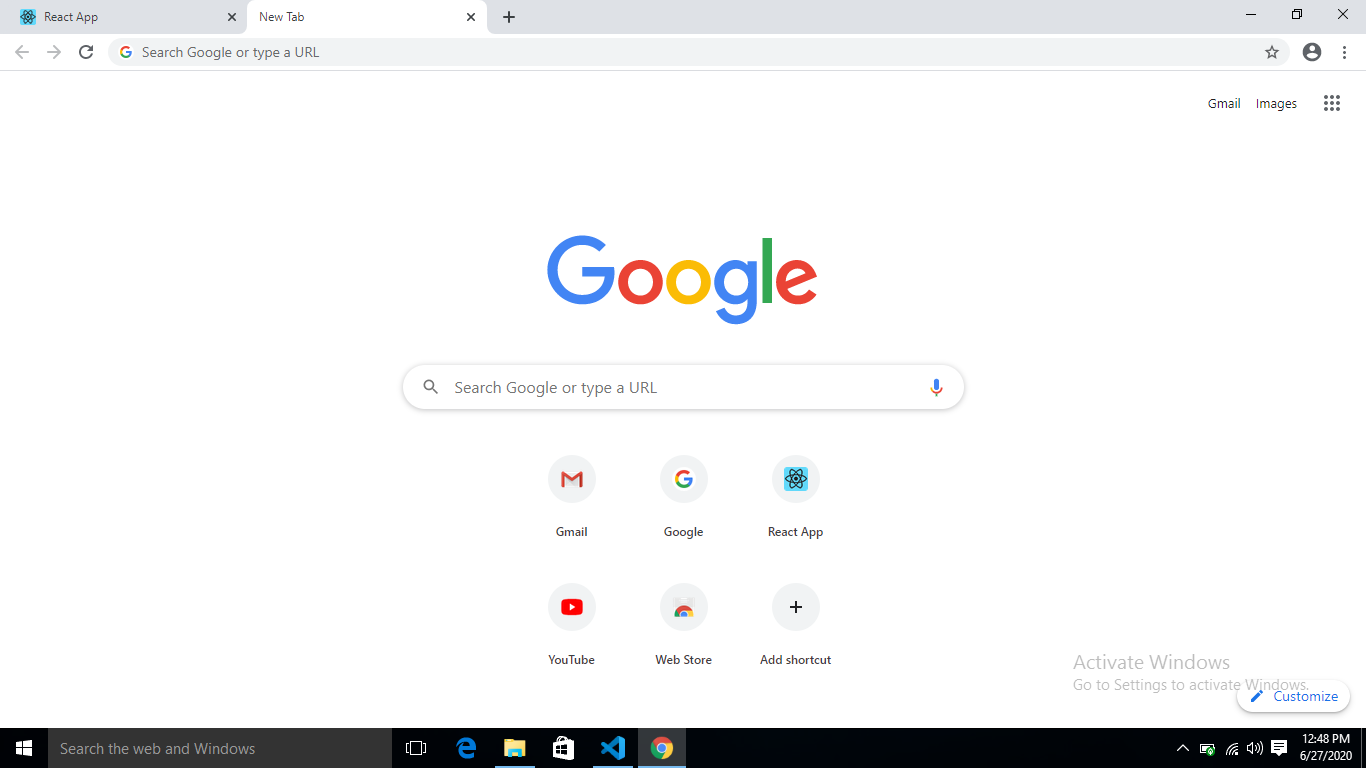 React App
New Tab
Search Google or type a URL
Gmail Images
Google
Search Google or type a URL
Gmail Google React App
YouTube Web Store Add shortcut
Activate Windows
Go to Settings to activate Windows.
Customize
Search the web and Windows
12:48 PM
6/27/2020